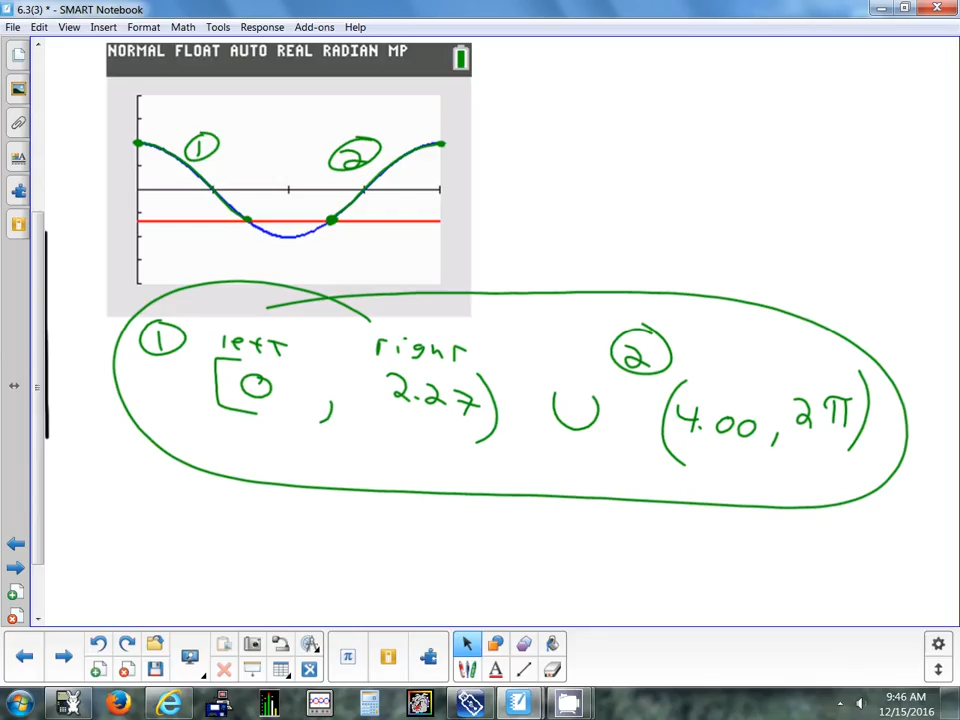 6.3(3) * - SMART Notebook
File Edit View Insert Format Math Tools Response Add-ons Help
NORMAL FLOAT AUTO REAL RADIAN MP
1 2
1 left right 2
[0 , 2.27) ∪ (4.00, 2π)
π A
9:46 AM
12/15/2016